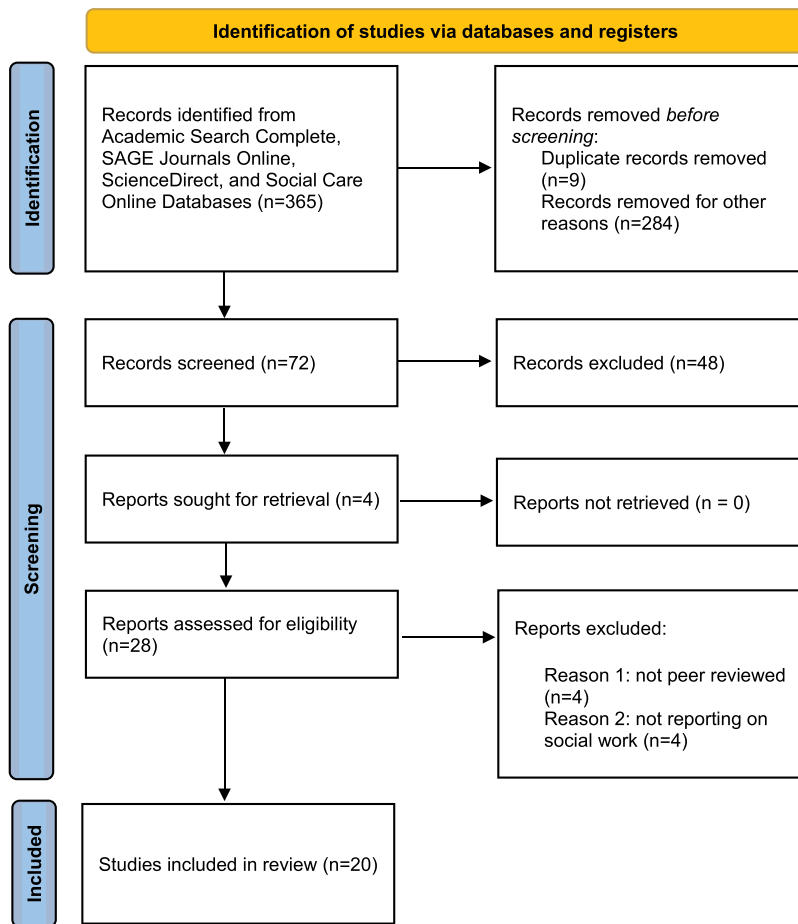 Identification of studies via databases and registers
Identification
Records identified from
Academic Search Complete,
SAGE Journals Online,
ScienceDirect, and Social Care
Online Databases (n=365)
Records removed before
screening:
Duplicate records removed
(n=9)
Records removed for other
reasons (n=284)
Screening
Records screened (n=72)
Records excluded (n=48)
Reports sought for retrieval (n=4)
Reports not retrieved (n = 0)
Reports assessed for eligibility
(n=28)
Reports excluded:
Reason 1: not peer reviewed
(n=4)
Reason 2: not reporting on
social work (n=4)
Included
Studies included in review (n=20)